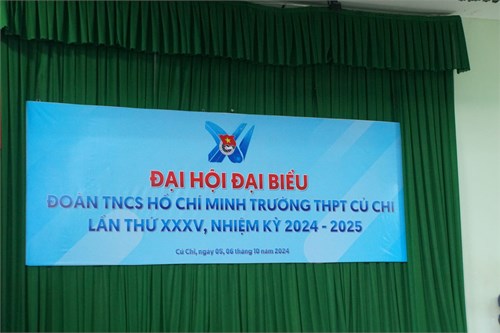 ĐẠI HỘI ĐẠI BIỂU
ĐOÀN TNCS HỒ CHÍ MINH TRƯỜNG THPT CỦ CHI
LẦN THỨ XXXV, NHIỆM KỲ 2024 - 2025
Củ Chi, ngày 05, 06 tháng 10 năm 2024